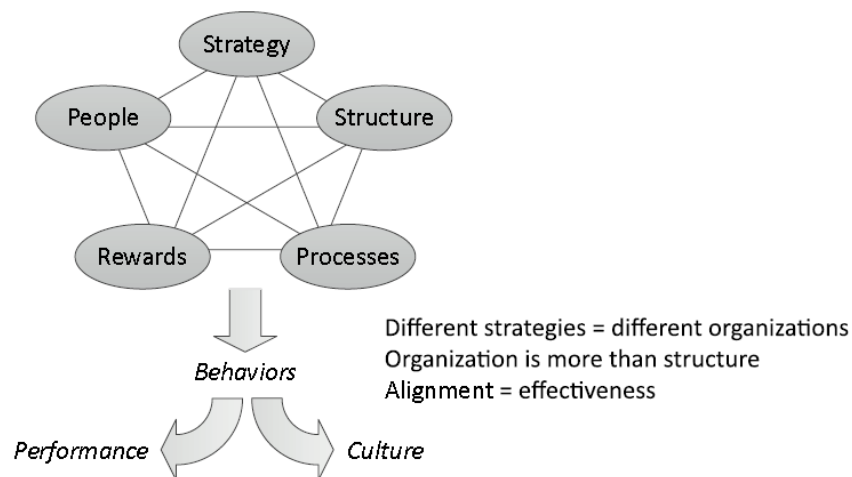 Strategy
People
Structure
Rewards
Processes
Different strategies = different organizations
Organization is more than structure
Behaviors
Alignment = effectiveness
Performance
Culture